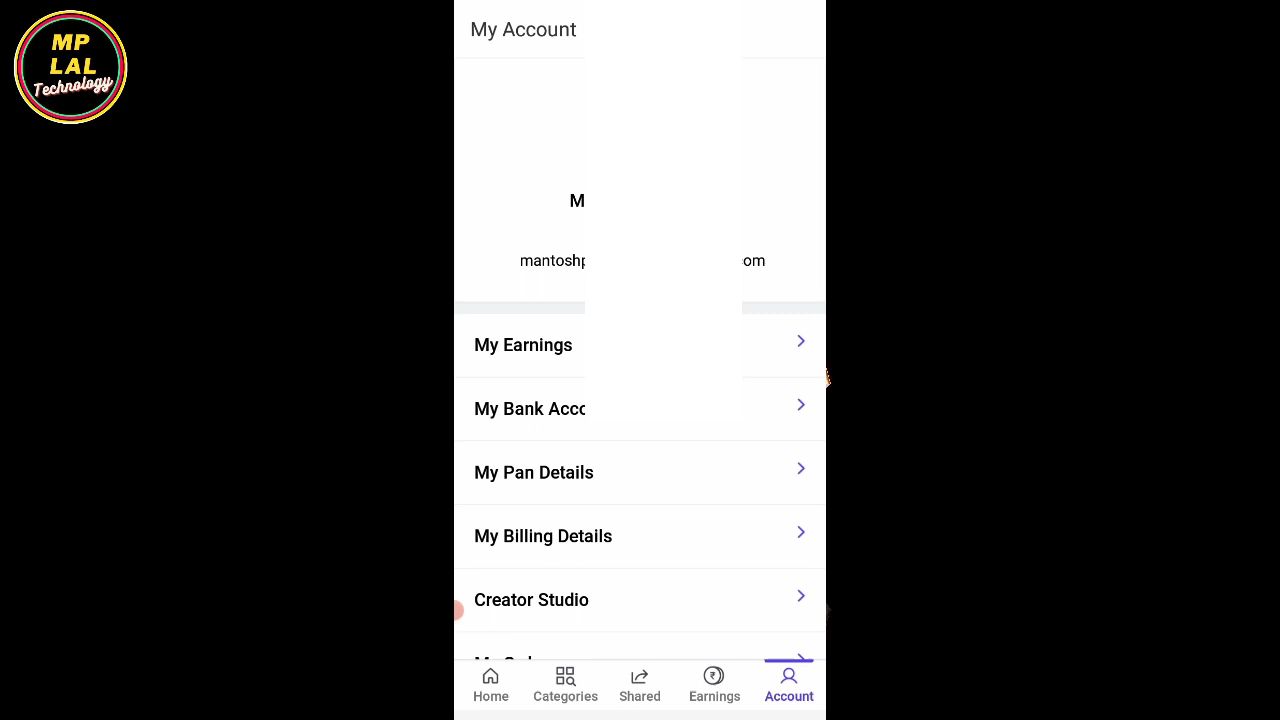 MP
LAL
Technology
My Account
M
mantoshp om
My Earnings
My Bank Acco
My Pan Details
My Billing Details
Creator Studio
Home Categories Shared Earnings Account